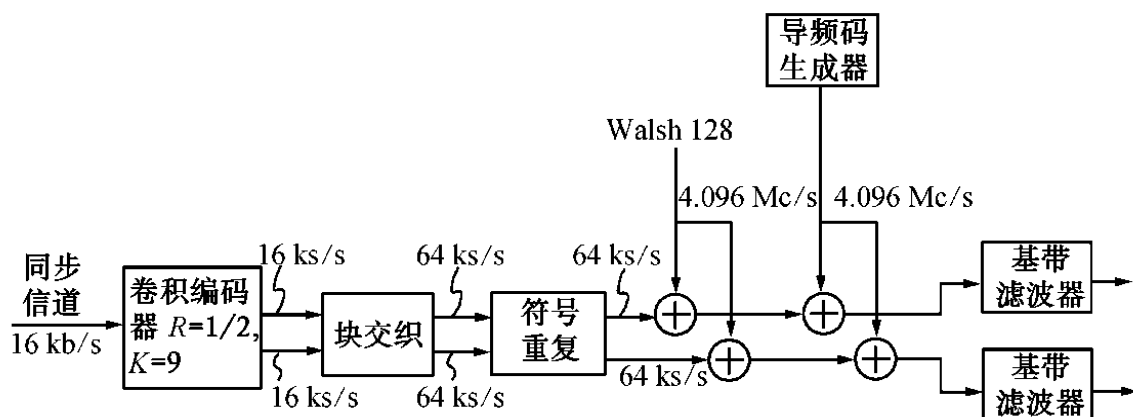 导频码
生成器
Walsh 128
4.096 Mc/s
4.096 Mc/s
同步
信道
16 kb/s
卷积编码
器 R=1/2,
K=9
16 ks/s
16 ks/s
块交织
64 ks/s
64 ks/s
符号
重复
64 ks/s
64 ks/s
基带
滤波器
基带
滤波器